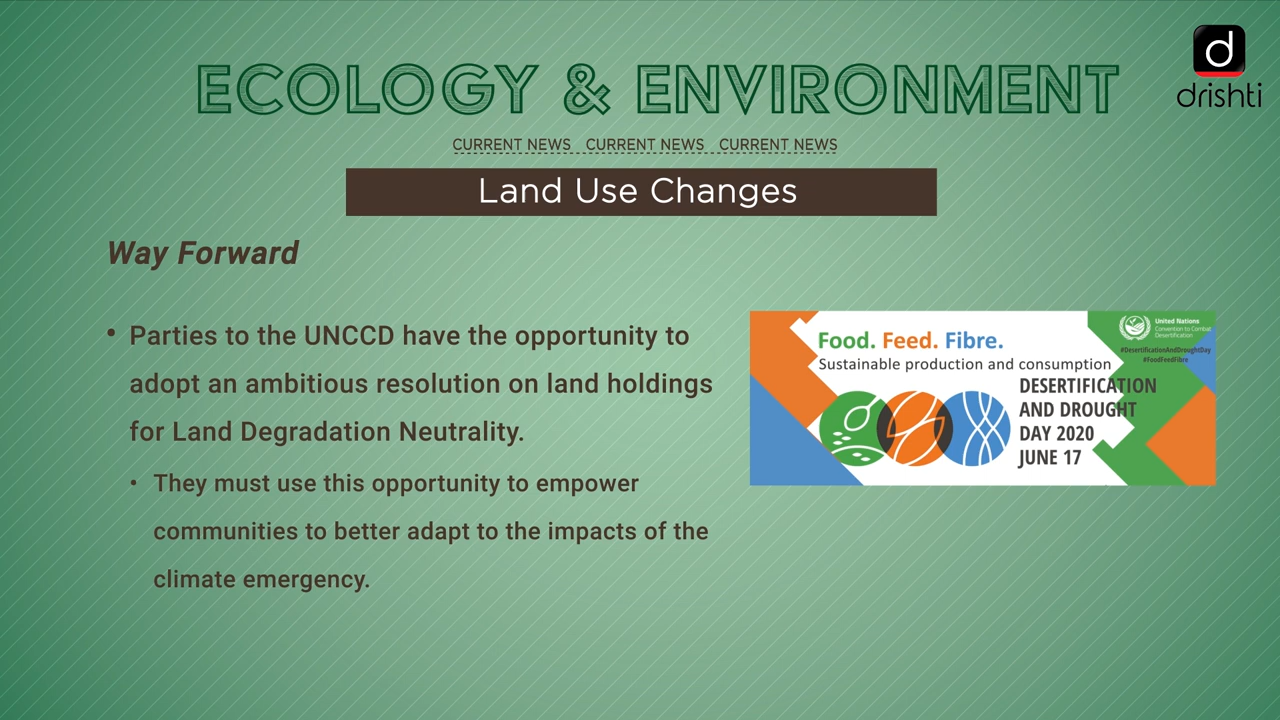 ECOLOGY & ENVIRONMENT
d
drishti
CURRENT NEWS CURRENT NEWS CURRENT NEWS
Land Use Changes
Way Forward
• Parties to the UNCCD have the opportunity to
adopt an ambitious resolution on land holdings
for Land Degradation Neutrality.
• They must use this opportunity to empower
communities to better adapt to the impacts of the
climate emergency.
United Nations
Convention to Combat
Desertification
#DesertificationAndDroughtDay
#FoodFeedFibre
Food. Feed. Fibre.
Sustainable production and consumption
DESERTIFICATION
AND DROUGHT
DAY 2020
JUNE 17